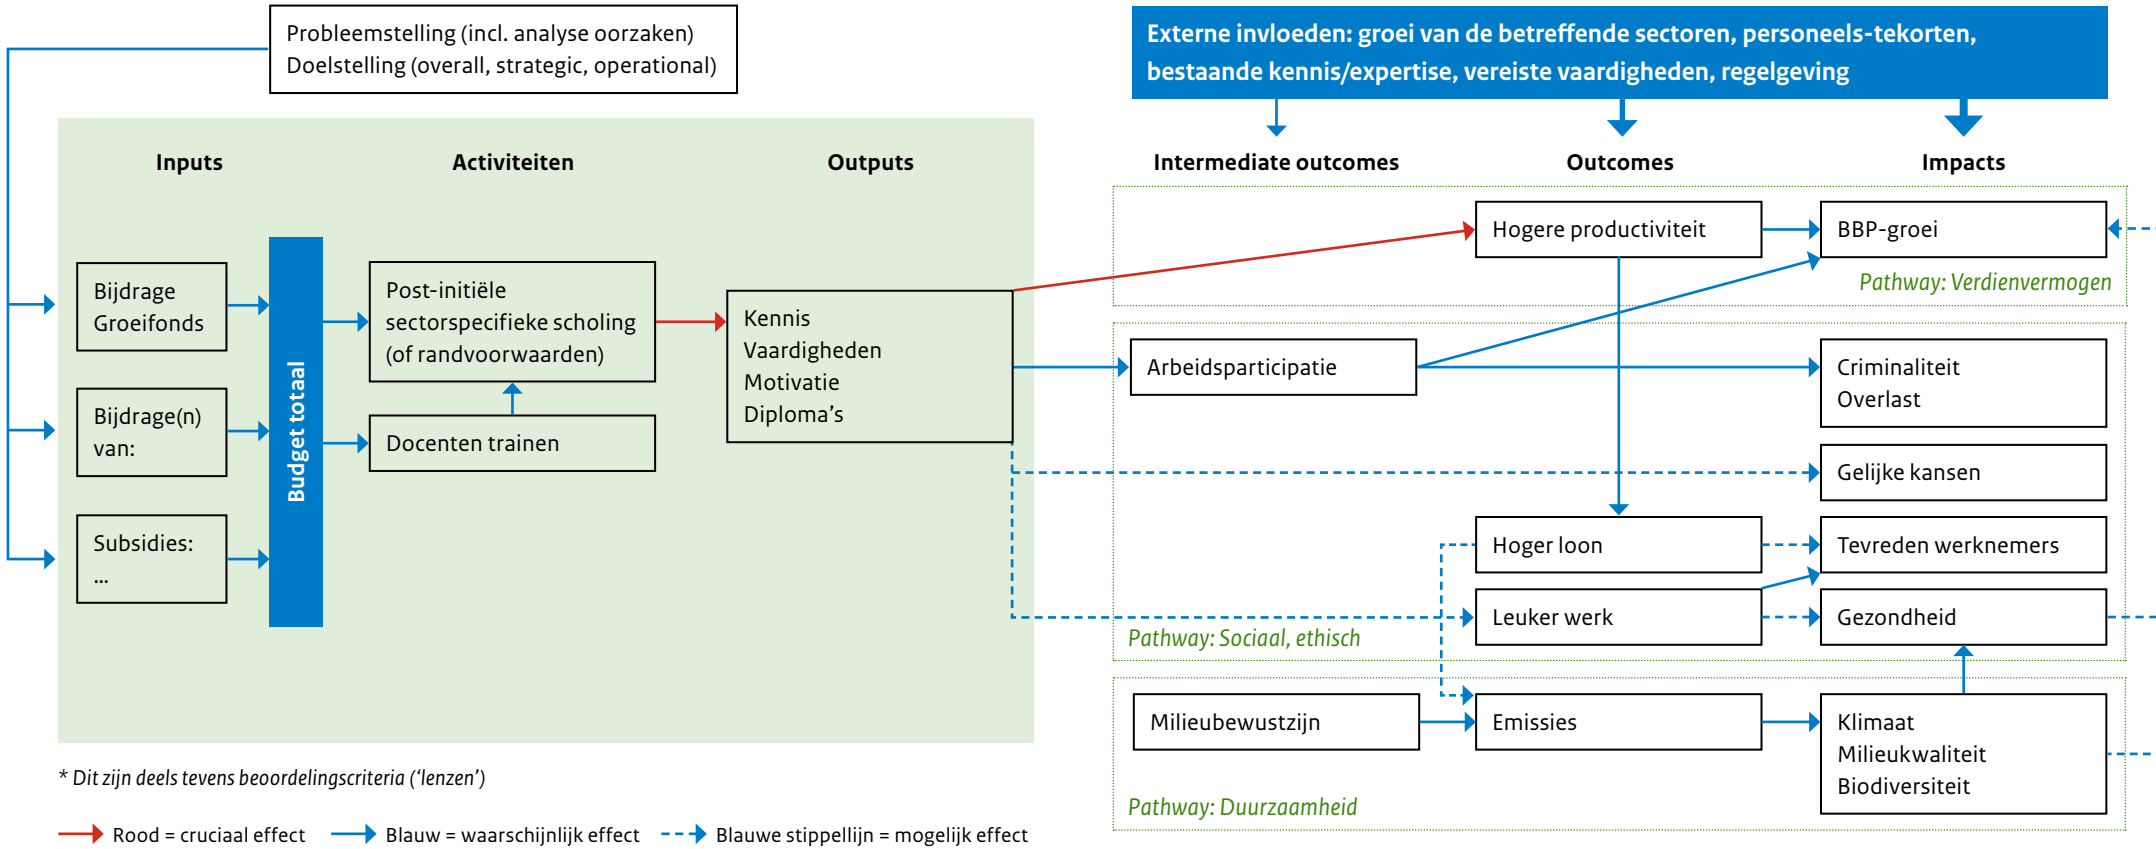 Probleemstelling (incl. analyse oorzaken)
Doelstelling (overall, strategic, operational)
Externe invloeden: groei van de betreffende sectoren, personeels-tekorten,
bestaande kennis/expertise, vereiste vaardigheden, regelgeving
Inputs
Activiteiten
Outputs
Intermediate outcomes
Outcomes
Impacts
Bijdrage
Groeifonds
Bijdrage(n)
van:
Subsidies:
...
Budget totaal
Post-initiële
sectorspecifieke scholing
(of randvoorwaarden)
Docenten trainen
Kennis
Vaardigheden
Motivatie
Diploma's
Hogere productiviteit
BBP-groei
Pathway: Verdienvermogen
Arbeidsparticipatie
Criminaliteit
Overlast
Gelijke kansen
Hoger loon
Tevreden werknemers
Leuker werk
Gezondheid
Pathway: Sociaal, ethisch
Milieubewustzijn
Emissies
Klimaat
Milieukwaliteit
Biodiversiteit
Pathway: Duurzaamheid
* Dit zijn deels tevens beoordelingscriteria (‘lenzen’)
Rood = cruciaal effect
Blauw = waarschijnlijk effect
Blauwe stippellijn = mogelijk effect